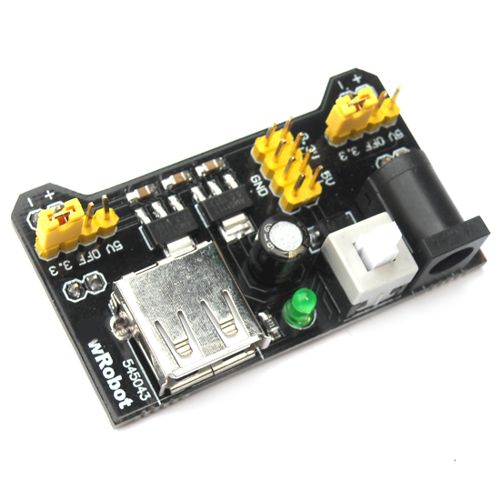 + -
5V OFF 3.3
3.3V
GND 5V
+ -
5V OFF 3.3
wRobot
545043